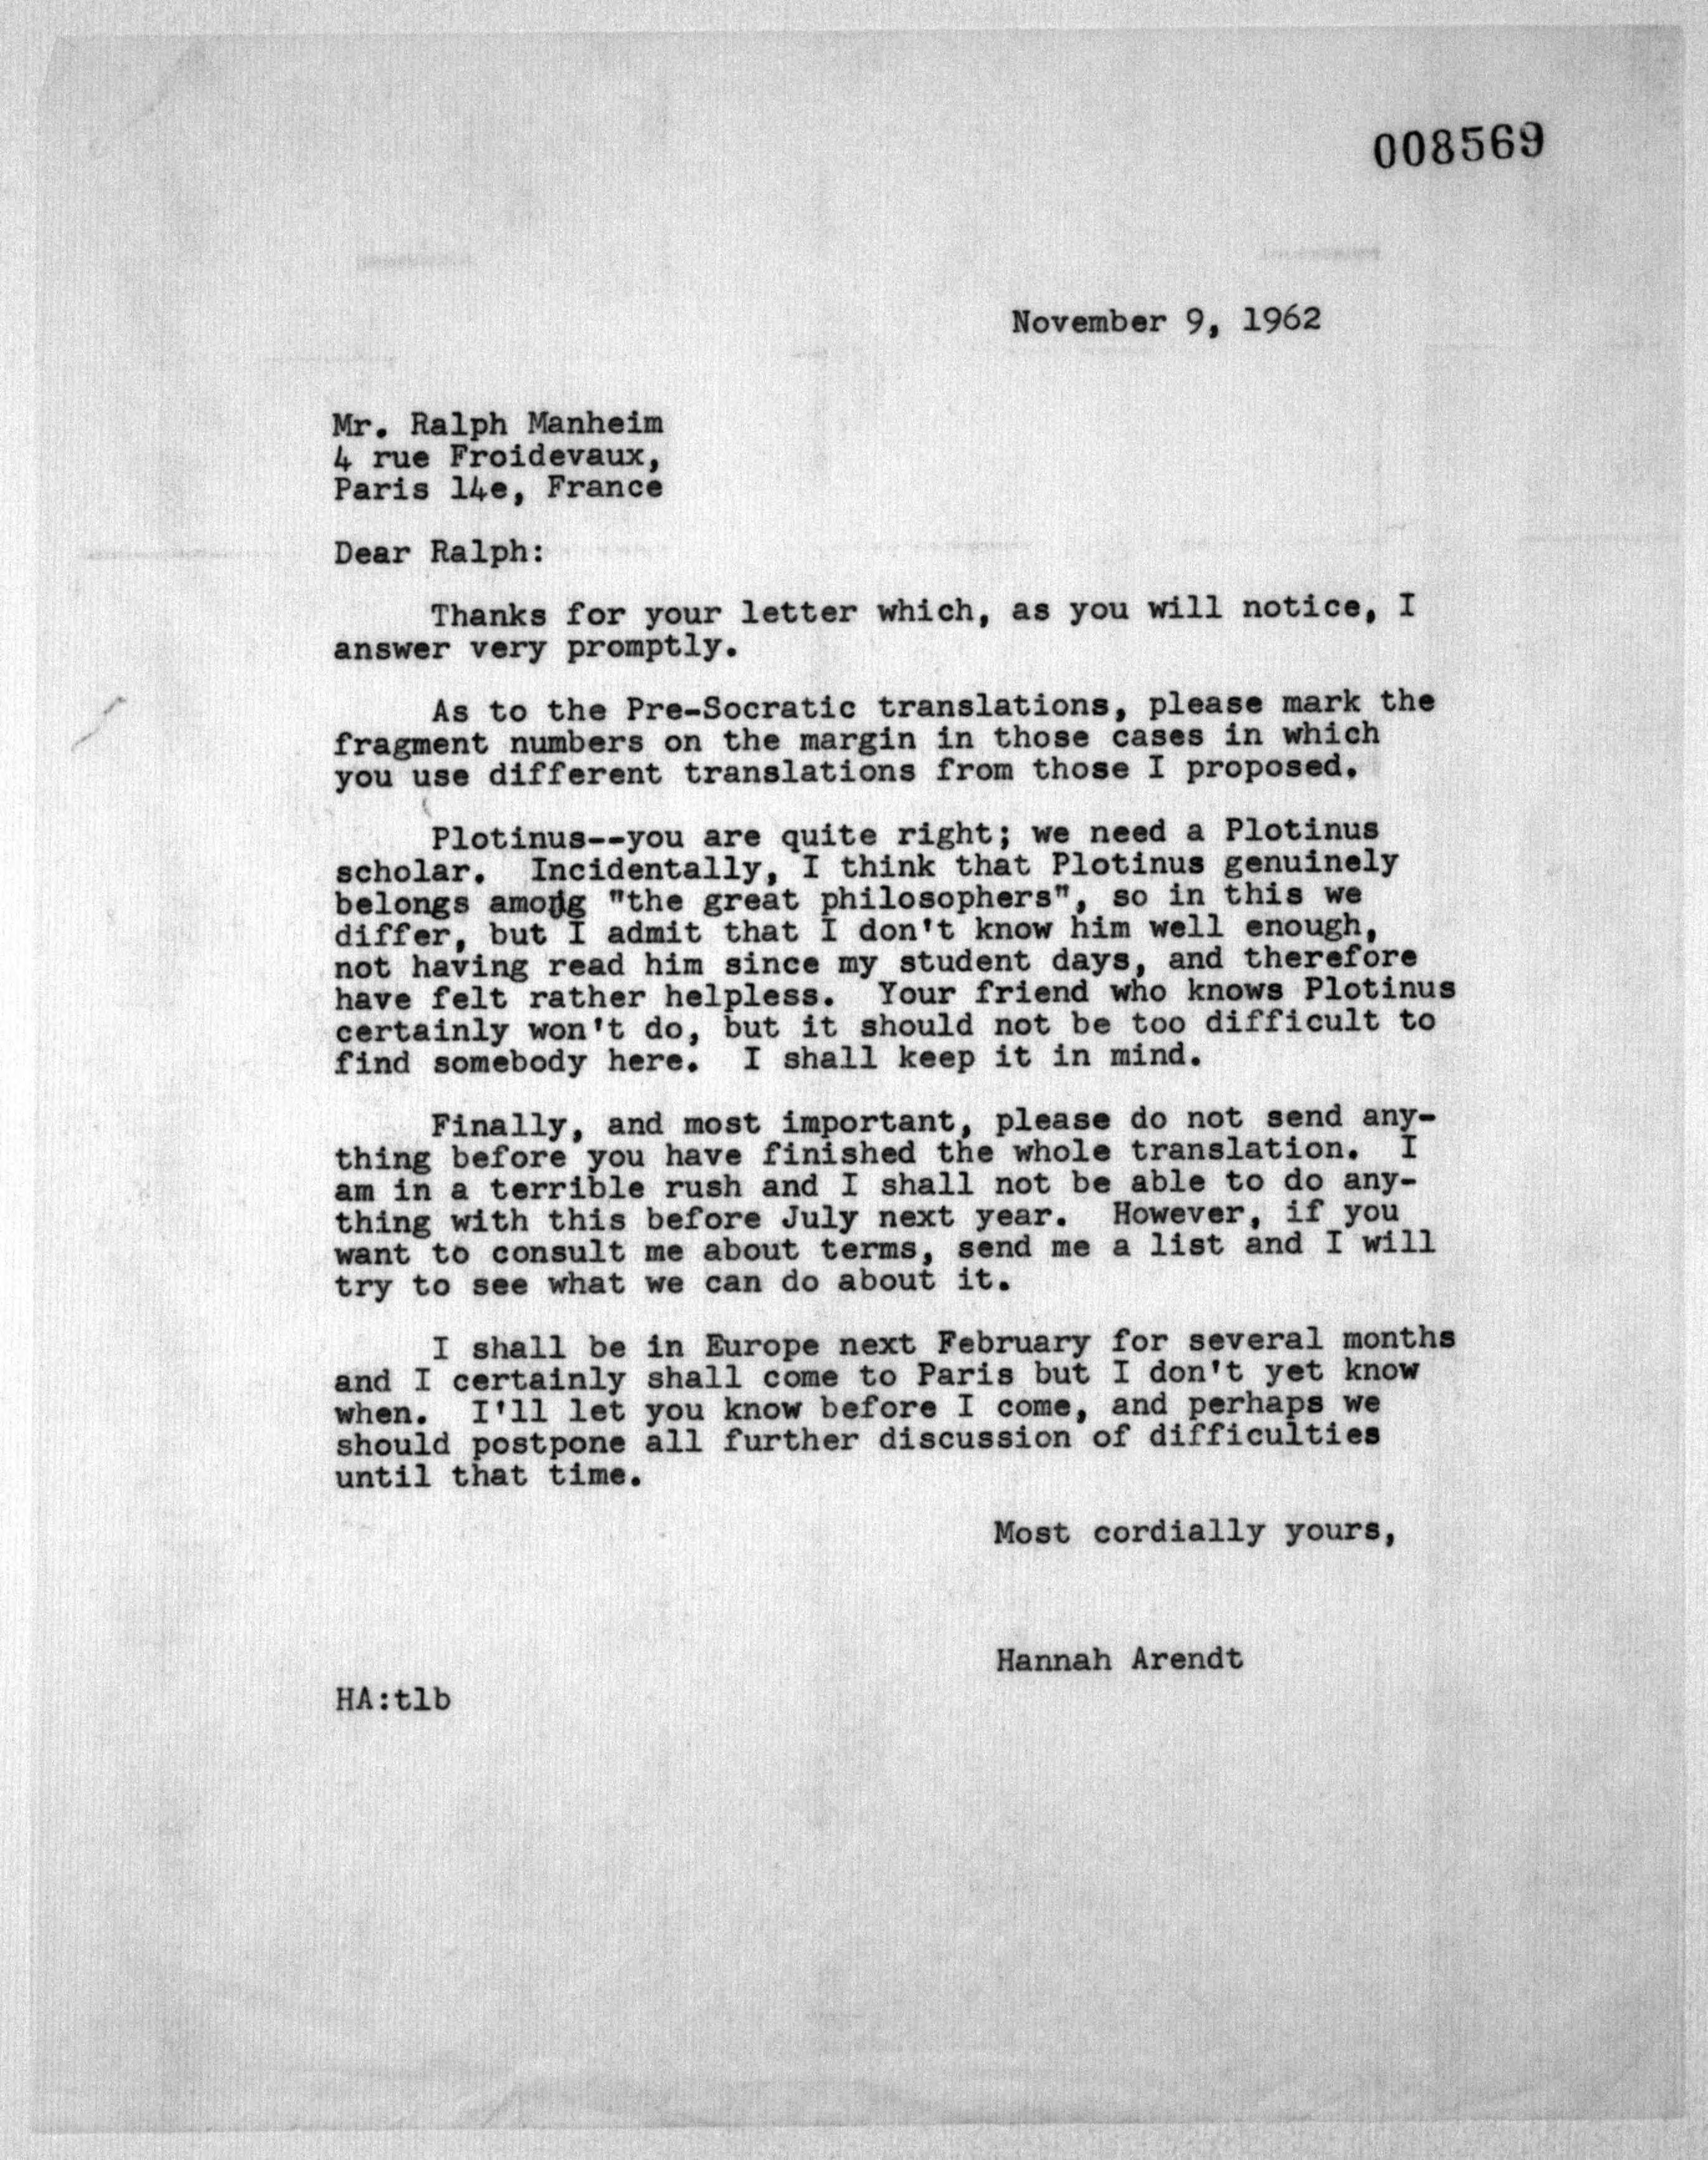 008569
November 9, 1962
Mr. Ralph Manheim
4 rue Froidevaux,
Paris 14e, France
Dear Ralph:
Thanks for your letter which, as you will notice, I
answer very promptly.
As to the Pre-Socratic translations, please mark the
fragment numbers on the margin in those cases in which
you use different translations from those I proposed.
Plotinus--you are quite right; we need a Plotinus
scholar. Incidentally, I think that Plotinus genuinely
belongs among "the great philosophers", so in this we
differ, but I admit that I don't know him well enough,
not having read him since my student days, and therefore
have felt rather helpless. Your friend who knows Plotinus
certainly won't do, but it should not be too difficult to
find somebody here. I shall keep it in mind.
Finally, and most important, please do not send any-
thing before you have finished the whole translation. I
am in a terrible rush and I shall not be able to do any-
thing with this before July next year. However, if you
want to consult me about terms, send me a list and I will
try to see what we can do about it.
I shall be in Europe next February for several months
and I certainly shall come to Paris but I don't yet know
when. I'll let you know before I come, and perhaps we
should postpone all further discussion of difficulties
until that time.
Most cordially yours,
Hannah Arendt
HA:tlb